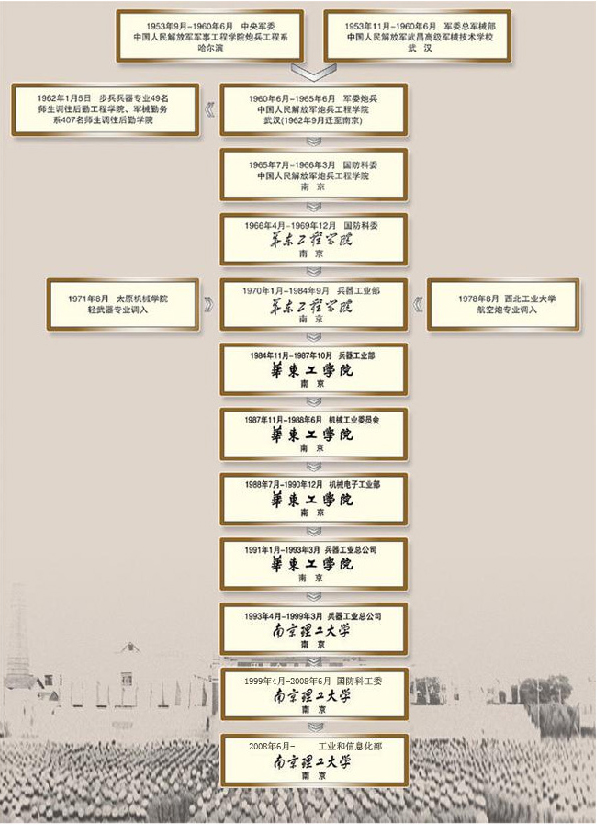 1953年9月-1960年6月 中央军委
中国人民解放军军事工程学院炮兵工程系
哈尔滨
1953年11月-1960年6月 军委总军械部
中国人民解放军武昌高级军械技术学校
武 汉
1962年1月5日 步兵兵器专业49名
师生调往后勤工程学院、军械勤务
系407名师生调往后勤学院
1960年6月-1965年6月 军委炮兵
中国人民解放军炮兵工程学院
武汉(1962年9月迁至南京)
1965年7月-1966年3月 国防科委
中国人民解放军炮兵工程学院
南 京
1966年4月-1969年12月 国防科委
华东工程学院
南 京
1971年8月 太原机械学院
轻武器专业调入
1970年1月-1984年9月 兵器工业部
华东工程学院
南 京
1978年8月 西北工业大学
航空炮专业调入
1984年11月-1987年10月 兵器工业部
華東工學院
南 京
1987年11月-1988年6月 机械工业委员会
華東工學院
南 京
1988年7月-1990年12月 机械电子工业部
華東工學院
南 京
1991年1月-1993年3月 兵器工业总公司
華東工學院
南 京
1993年4月-1999年3月 兵器工业总公司
南京理工大学
南 京
1999年4月-2008年6月 国防科工委
南京理工大学
南 京
2008年6月- 工业和信息化部
南京理工大学
南 京